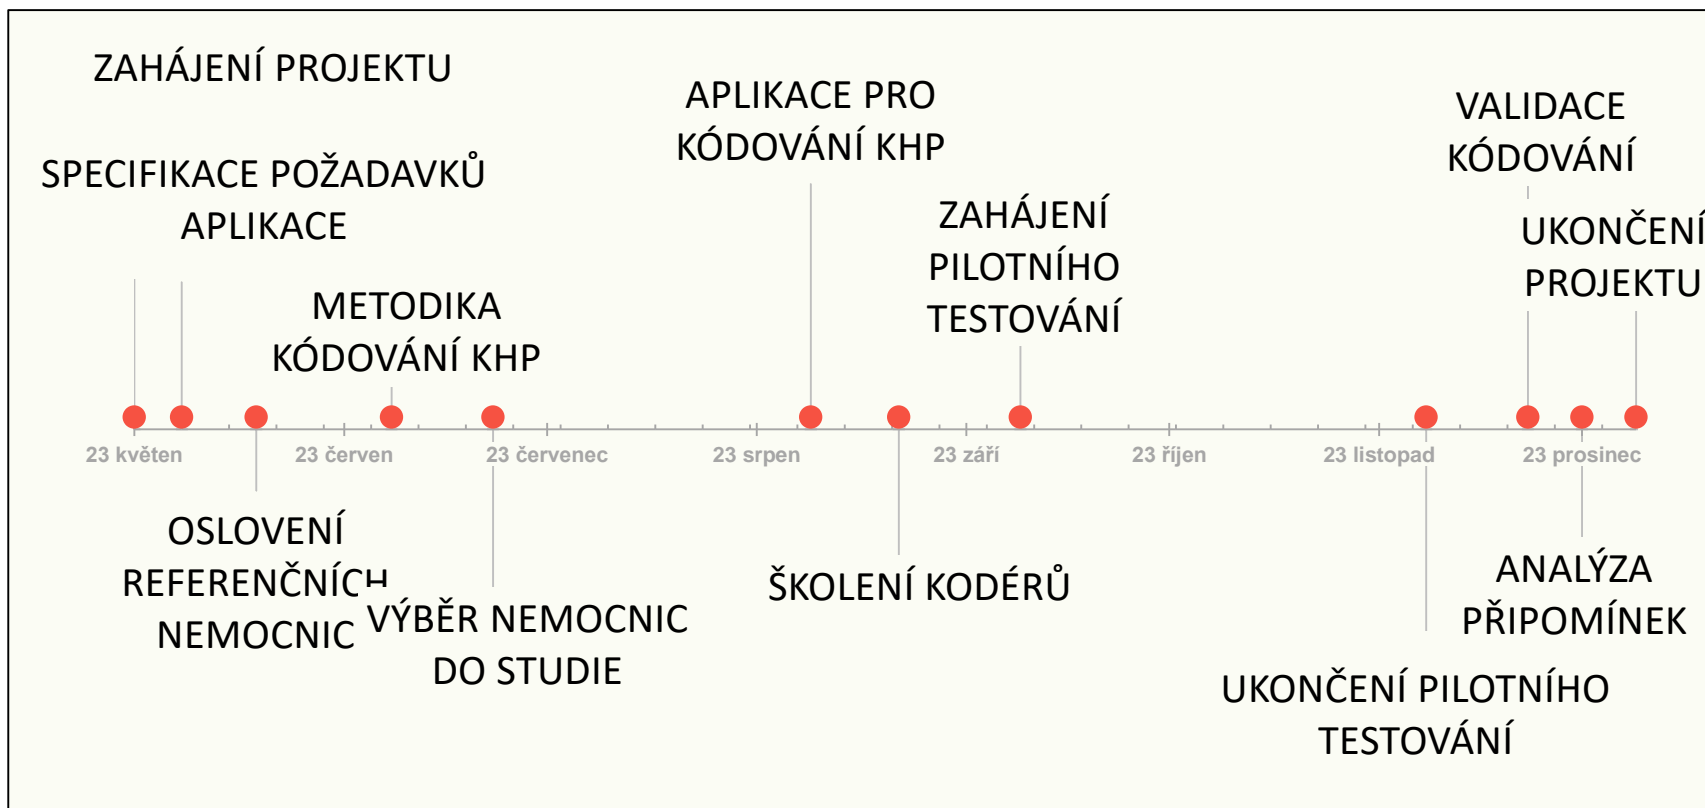 ZAHÁJENÍ PROJEKTU
SPECIFIKACE POŽADAVKŮ
APLIKACE
METODIKA
KÓDOVÁNÍ KHP
APLIKACE PRO
KÓDOVÁNÍ KHP
ZAHÁJENÍ
PILOTNÍHO
TESTOVÁNÍ
VALIDACE
KÓDOVÁNÍ
UKONČENÍ
PROJEKTU
23 květen
23 červen
23 červenec
23 srpen
23 září
23 říjen
23 listopad
23 prosinec
OSLOVENÍ
REFERENČNÍCH
NEMOCNIC
VÝBĚR NEMOCNIC
DO STUDIE
ŠKOLENÍ KODÉRŮ
ANALÝZA
PŘIPOMÍNEK
UKONČENÍ PILOTNÍHO
TESTOVÁNÍ